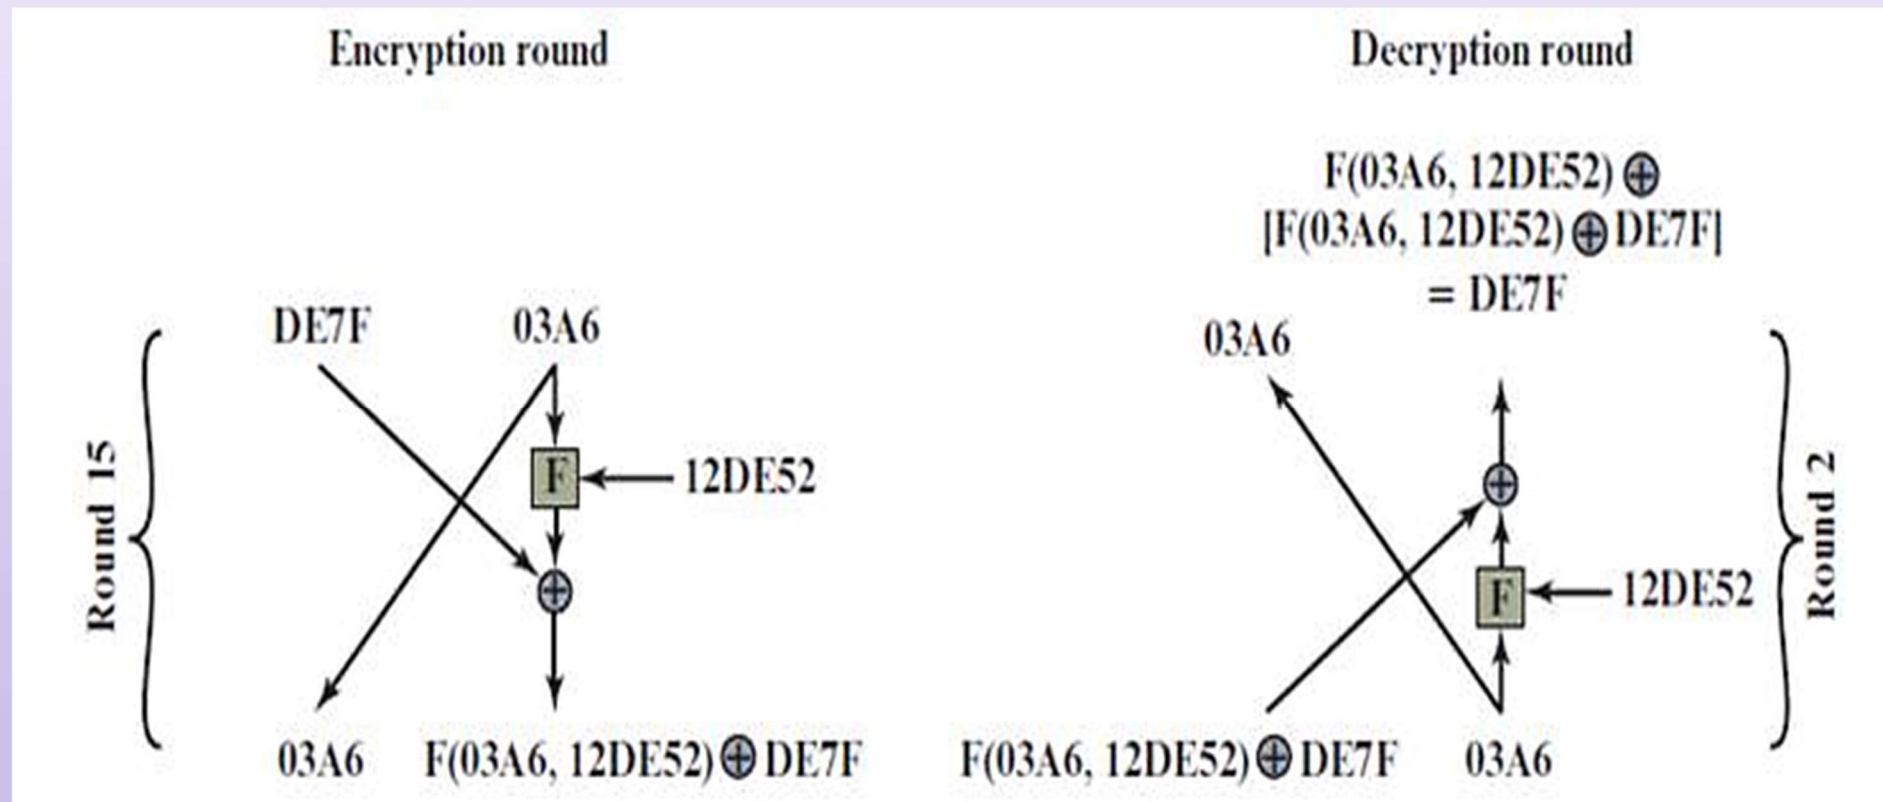 Encryption round
Decryption round
F(03A6, 12DE52) ⊕
[F(03A6, 12DE52) ⊕ DE7F]
= DE7F
DE7F
03A6
03A6
F
12DE52
Round 15
⊕
⊕
F
12DE52
Round 2
03A6
F(03A6, 12DE52) ⊕ DE7F
F(03A6, 12DE52) ⊕ DE7F
03A6